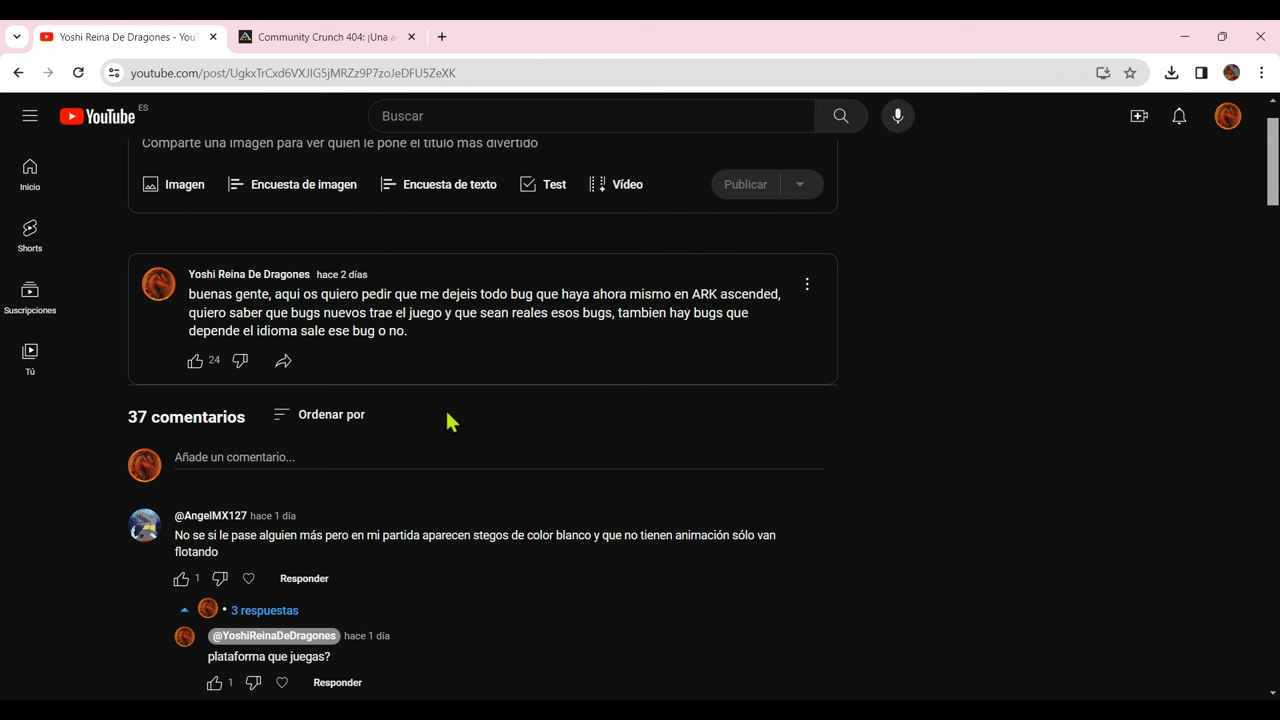 Yoshi Reina De Dragones - You
Community Crunch 404: ¡Una a
youtube.com/post/UgkxTrCxd6VXJIG5jMRZz9P7zoJeDFU5ZeXK
YouTube ES
Buscar
Comparte una imagen para ver quién le pone el título más divertido
Imagen
Encuesta de imagen
Encuesta de texto
Test
Vídeo
Publicar
Inicio
Shorts
Suscripciones
Tú
Yoshi Reina De Dragones hace 2 días
buenas gente, aqui os quiero pedir que me dejeis todo bug que haya ahora mismo en ARK ascended,
quiero saber que bugs nuevos trae el juego y que sean reales esos bugs, tambien hay bugs que
depende el idioma sale ese bug o no.
24
37 comentarios
Ordenar por
Añade un comentario...
@AngelMX127 hace 1 día
No se si le pase alguien más pero en mi partida aparecen stegos de color blanco y que no tienen animación sólo van
flotando
1
Responder
• 3 respuestas
@YoshiReinaDeDragones hace 1 día
plataforma que juegas?
1
Responder